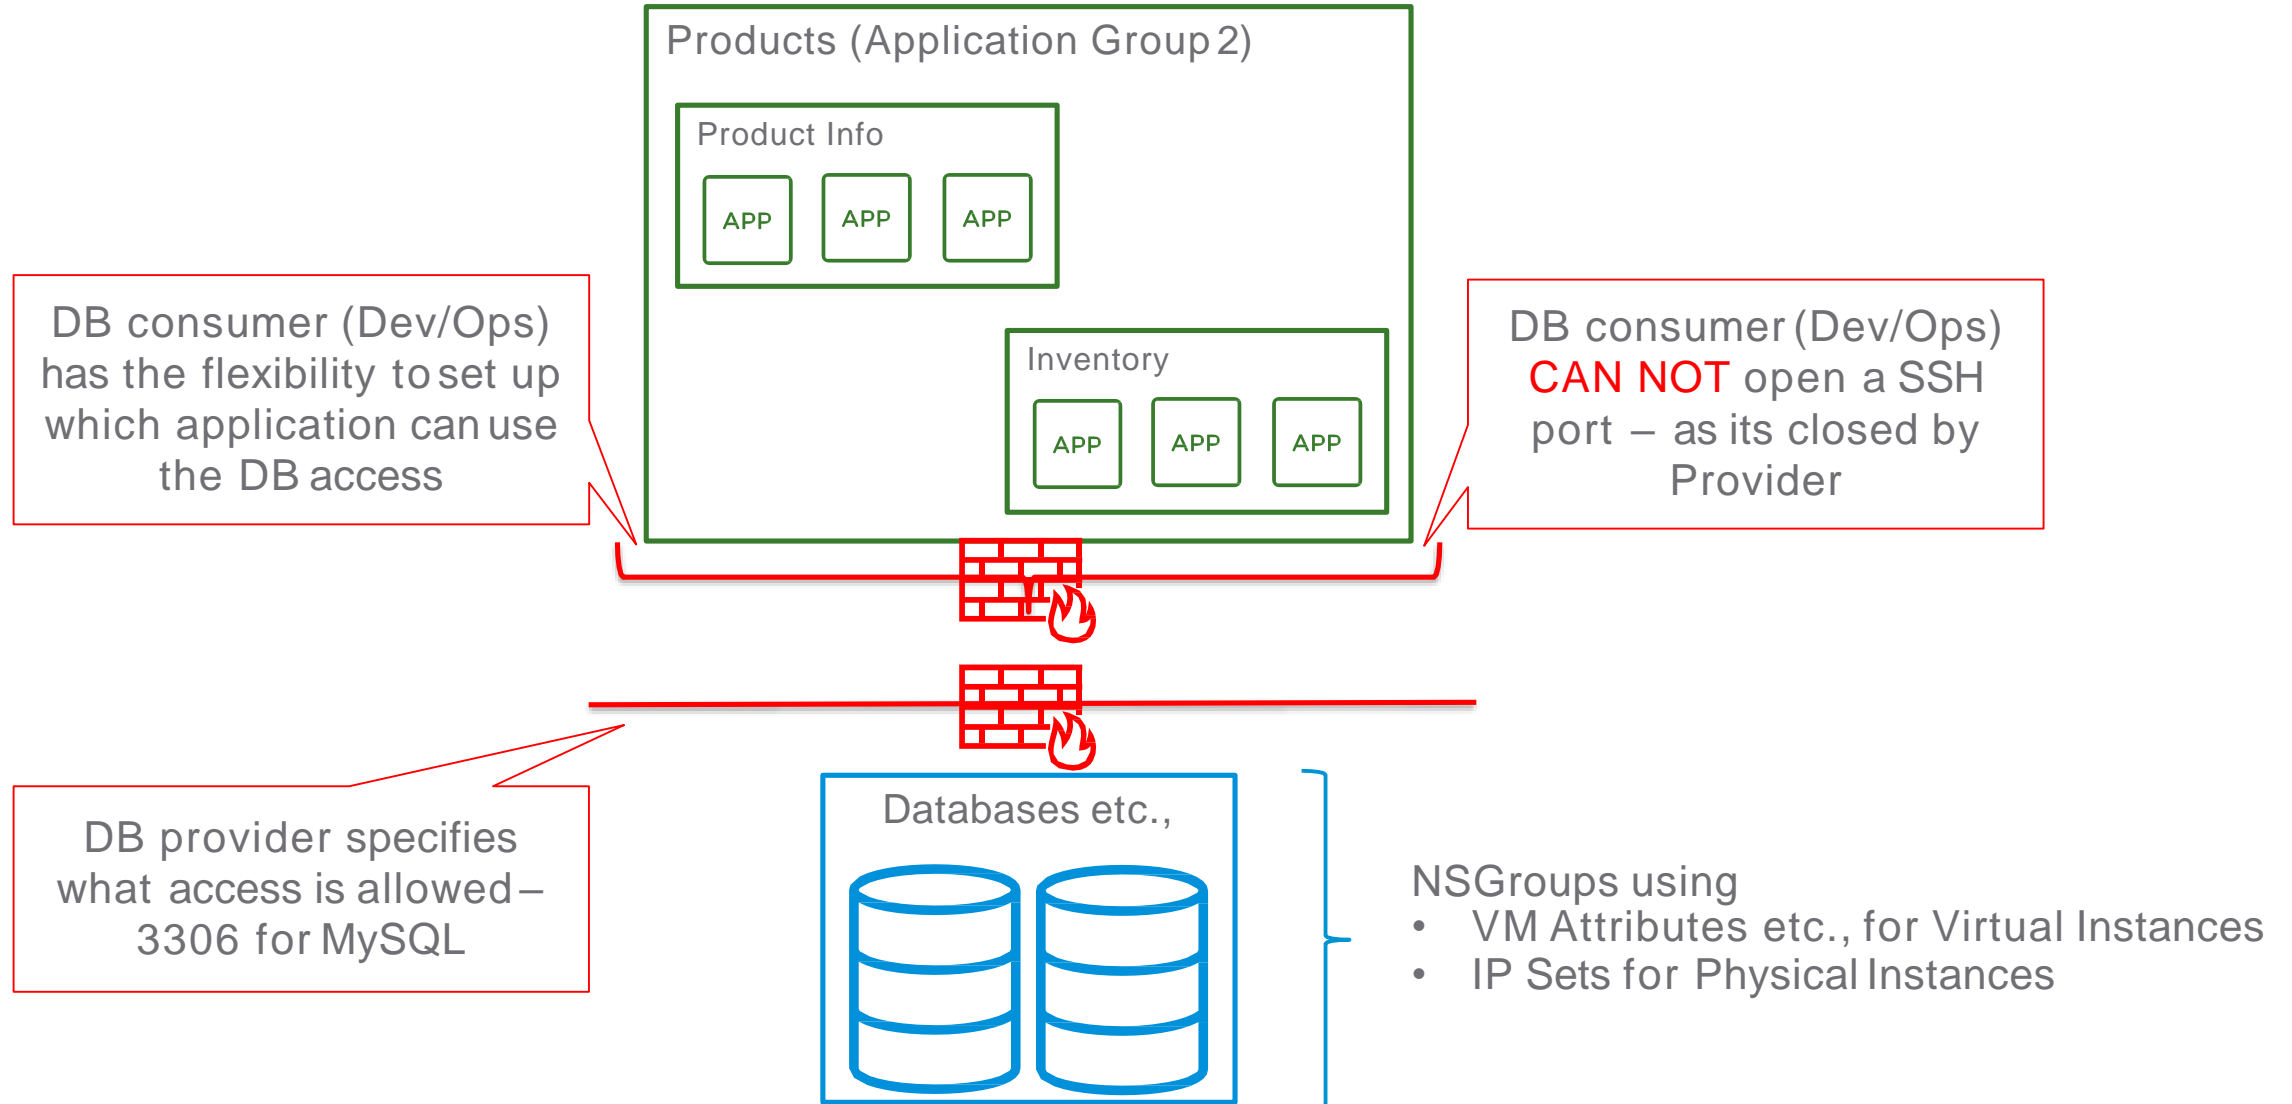 Products (Application Group 2)
Product Info
APP
APP
APP
DB consumer (Dev/Ops)
has the flexibility to set up
which application can use
the DB access
Inventory
APP
APP
APP
DB consumer (Dev/Ops)
CAN NOT open a SSH
port – as its closed by
Provider
DB provider specifies
what access is allowed –
3306 for MySQL
Databases etc.,
NSGroups using
• VM Attributes etc., for Virtual Instances
• IP Sets for Physical Instances